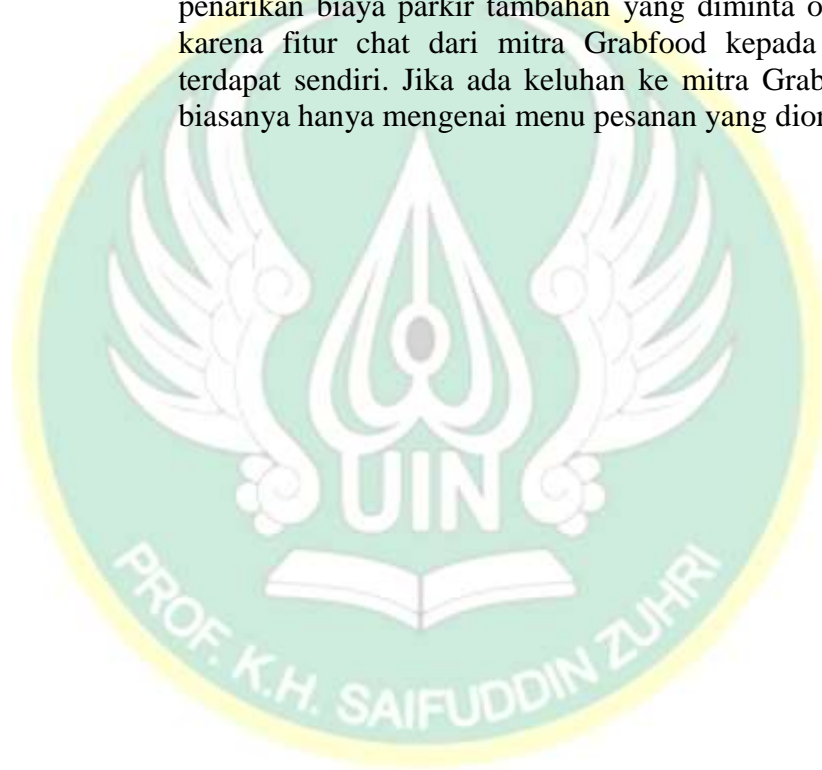 penarikan biaya parkir tambahan yang diminta o
karena fitur chat dari mitra Grabfood kepada
terdapat sendiri. Jika ada keluhan ke mitra Grab
biasanya hanya mengenai menu pesanan yang dior
UIN
PROF. K.H. SAIFUDDIN ZUHRI